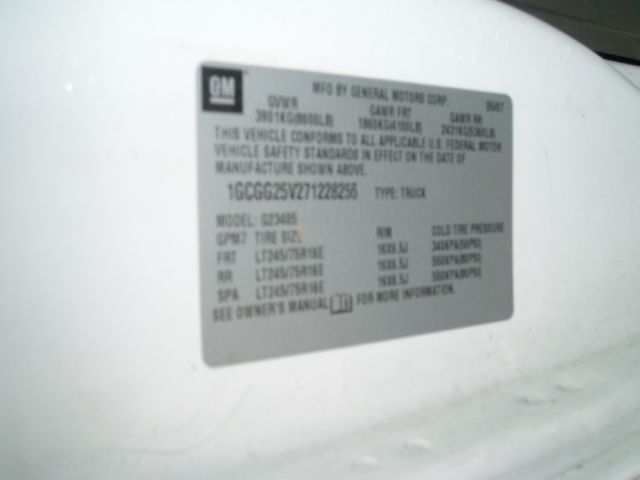 GM
MFD BY GENERAL MOTORS CORP. 05/07
GVWR GAWR FRT GAWR RR
3901KG(8600LB) 1860KG(4100LB) 2431KG(5360LB)
THIS VEHICLE CONFORMS TO ALL APPLICABLE U.S. FEDERAL MOTOR
VEHICLE SAFETY STANDARDS IN EFFECT ON THE DATE OF
MANUFACTURE SHOWN ABOVE.
1GCGG25V271228256 TYPE: TRUCK
MODEL: G23405
GPM7 TIRE SIZE RIM COLD TIRE PRESSURE
FRT LT245/75R16E 16X6.5J 340KPA(50PSI)
RR LT245/75R16E 16X6.5J 550KPA(80PSI)
SPA LT245/75R16E 16X6.5J 550KPA(80PSI)
SEE OWNER'S MANUAL FOR MORE INFORMATION.